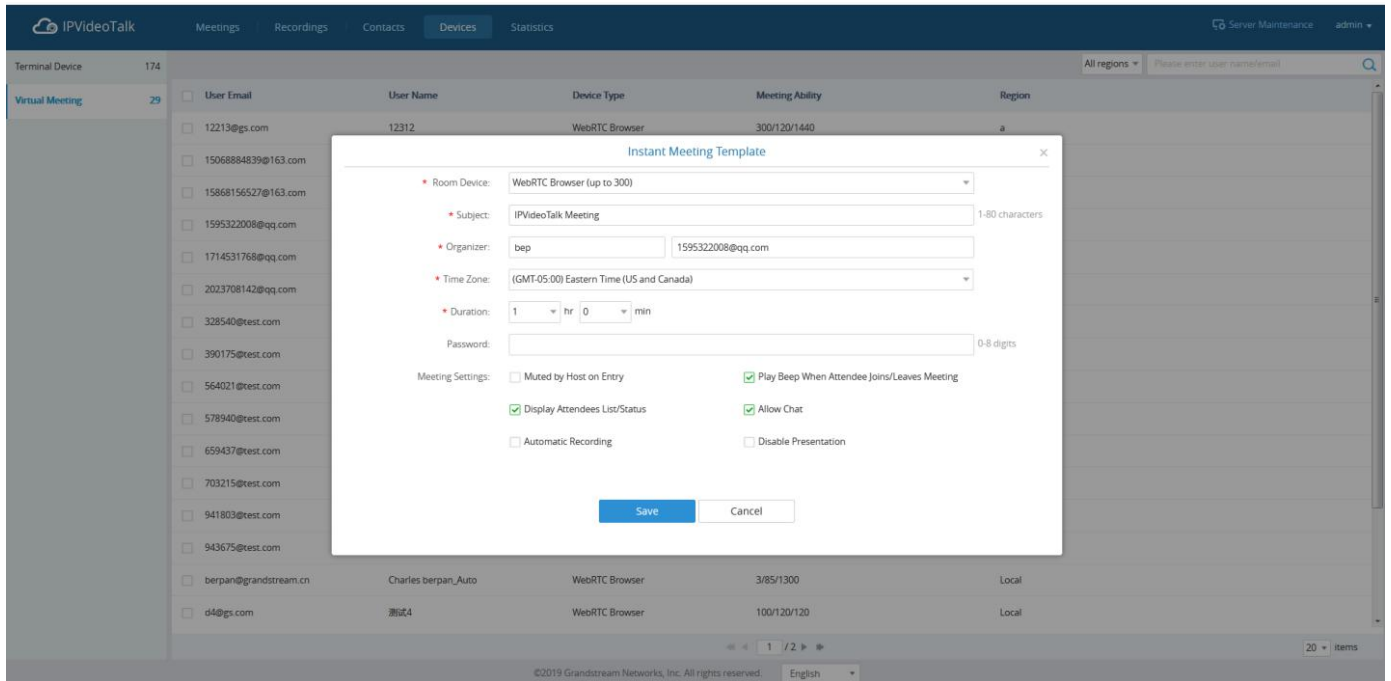 IPVideoTalk Meetings Recordings Contacts Devices Statistics Server Maintenance admin
Terminal Device 174 All regions Please enter user name/email
Virtual Meeting 29 User Email User Name Device Type Meeting Ability Region
12213@gs.com 12312 WebRTC Browser 300/120/1440 a
Instant Meeting Template
15068884839@163.com
* Room Device: WebRTC Browser (up to 300)
15868156527@163.com
* Subject: IPVideoTalk Meeting 1-80 characters
1595322008@qq.com
* Organizer: bep 1595322008@qq.com
1714531768@qq.com
* Time Zone: (GMT-05:00) Eastern Time (US and Canada)
2023708142@qq.com
* Duration: 1 hr 0 min
328540@test.com
Password: 0-8 digits
390175@test.com
Meeting Settings: Muted by Host on Entry Play Beep When Attendee Joins/Leaves Meeting
564021@test.com
Display Attendees List/Status Allow Chat
578940@test.com
Automatic Recording Disable Presentation
659437@test.com
703215@test.com
Save Cancel
941803@test.com
943675@test.com
berpan@grandstream.cn Charles berpan_Auto WebRTC Browser 3/85/1300 Local
d4@gs.com 测试4 WebRTC Browser 100/120/120 Local
1 / 2 20 items
©2019 Grandstream Networks, Inc. All rights reserved. English